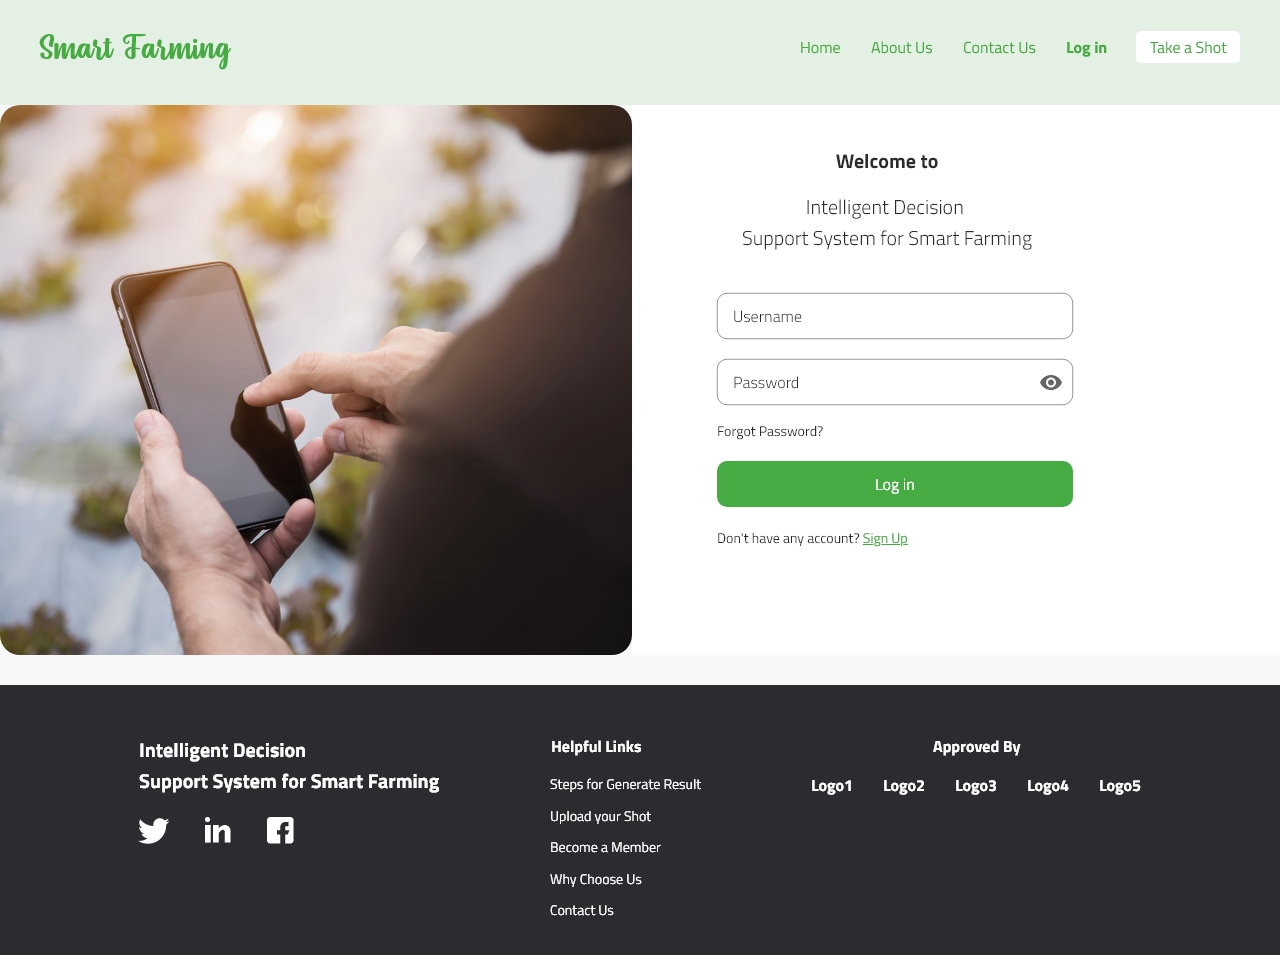 Smart Farming
Home
About Us
Contact Us
Log in
Take a Shot
Welcome to
Intelligent Decision
Support System for Smart Farming
Username
Password
Forgot Password?
Log in
Don't have any account? Sign Up
Intelligent Decision
Support System for Smart Farming
Helpful Links
Steps for Generate Result
Upload your Shot
Become a Member
Why Choose Us
Contact Us
Approved By
Logo1
Logo2
Logo3
Logo4
Logo5